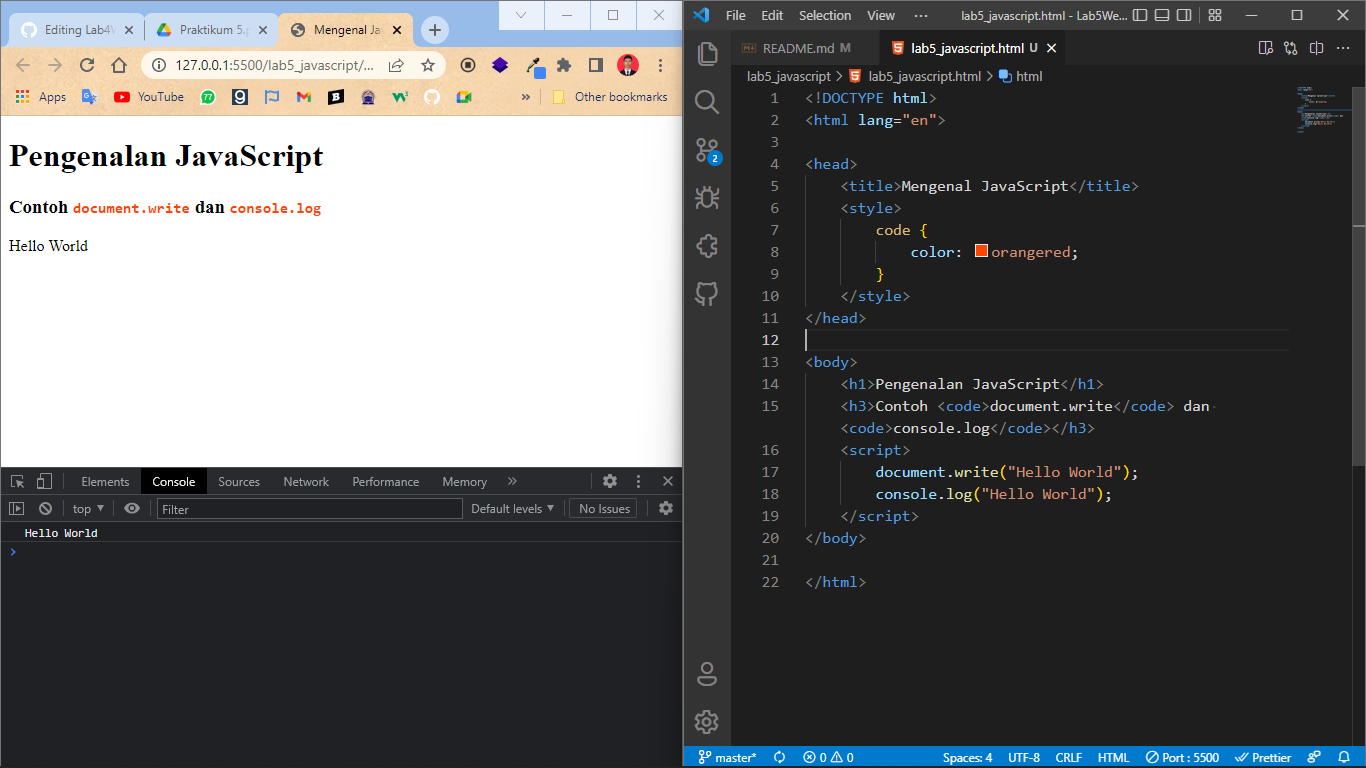 Editing Lab4W
Praktikum 5.p
Mengenal Jav
127.0.0.1:5500/lab5_javascript/...
Apps
YouTube
»
Other bookmarks
Pengenalan JavaScript
Contoh document.write dan console.log
Hello World
Elements Console Sources Network Performance Memory »
top Filter Default levels No Issues
Hello World
File Edit Selection View ··· lab5_javascript.html - Lab5We...
README.md M lab5_javascript.html U
lab5_javascript > lab5_javascript.html > html
1 <!DOCTYPE html>
2 <html lang="en">
3
4 <head>
5 <title>Mengenal JavaScript</title>
6 <style>
7 code {
8 color: orangered;
9 }
10 </style>
11 </head>
12
13 <body>
14 <h1>Pengenalan JavaScript</h1>
15 <h3>Contoh <code>document.write</code> dan
<code>console.log</code></h3>
16 <script>
17 document.write("Hello World");
18 console.log("Hello World");
19 </script>
20 </body>
21
22 </html>
2
master* 0 0 Spaces: 4 UTF-8 CRLF HTML Port : 5500 Prettier